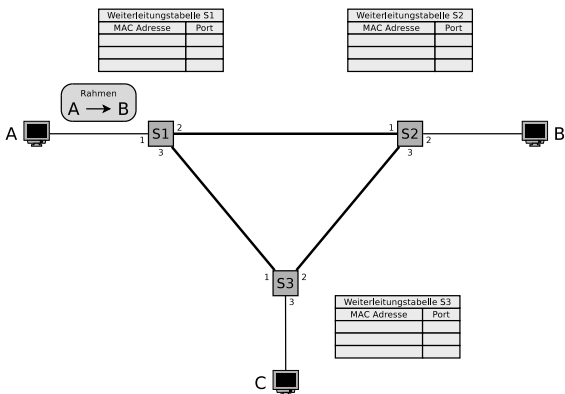 Weiterleitungstabelle S1
MAC Adresse Port
Weiterleitungstabelle S2
MAC Adresse Port
Rahmen
A → B
A
1
S1
2
3
1
S2
2
3
B
1
S3
2
3
Weiterleitungstabelle S3
MAC Adresse Port
C